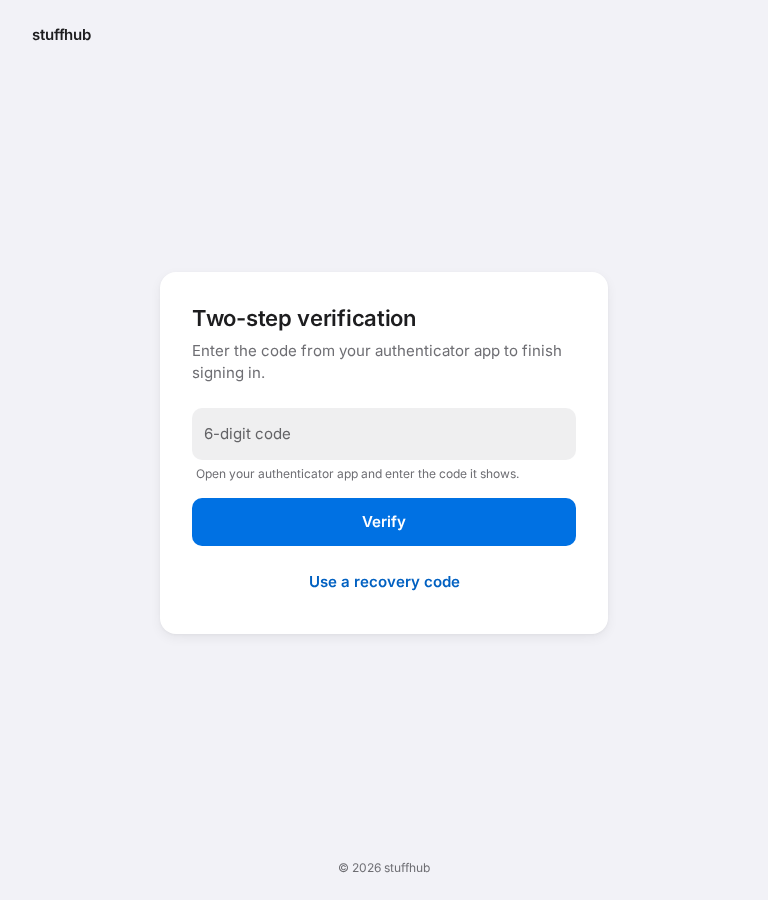 stuffhub
Two-step verification
Enter the code from your authenticator app to finish
signing in.
6-digit code
Open your authenticator app and enter the code it shows.
Verify
Use a recovery code
© 2026 stuffhub